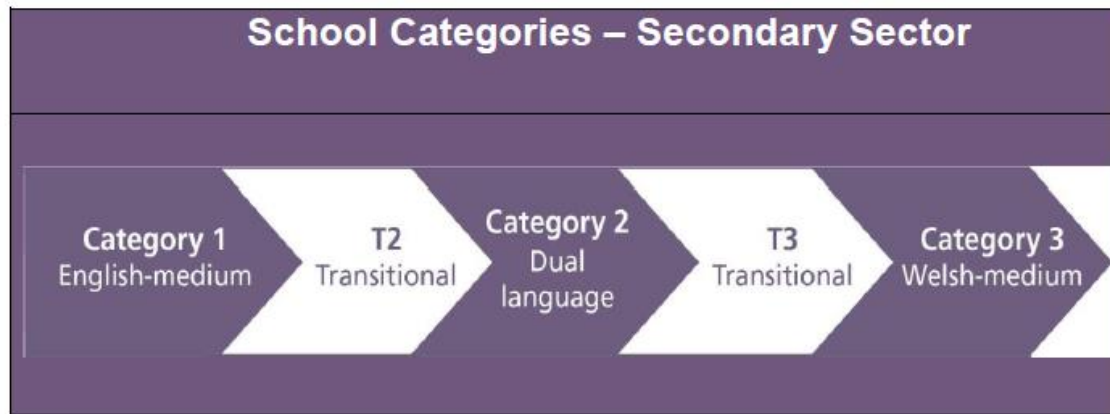 School Categories – Secondary Sector
Category 1
English-medium
T2
Transitional
Category 2
Dual
language
T3
Transitional
Category 3
Welsh-medium